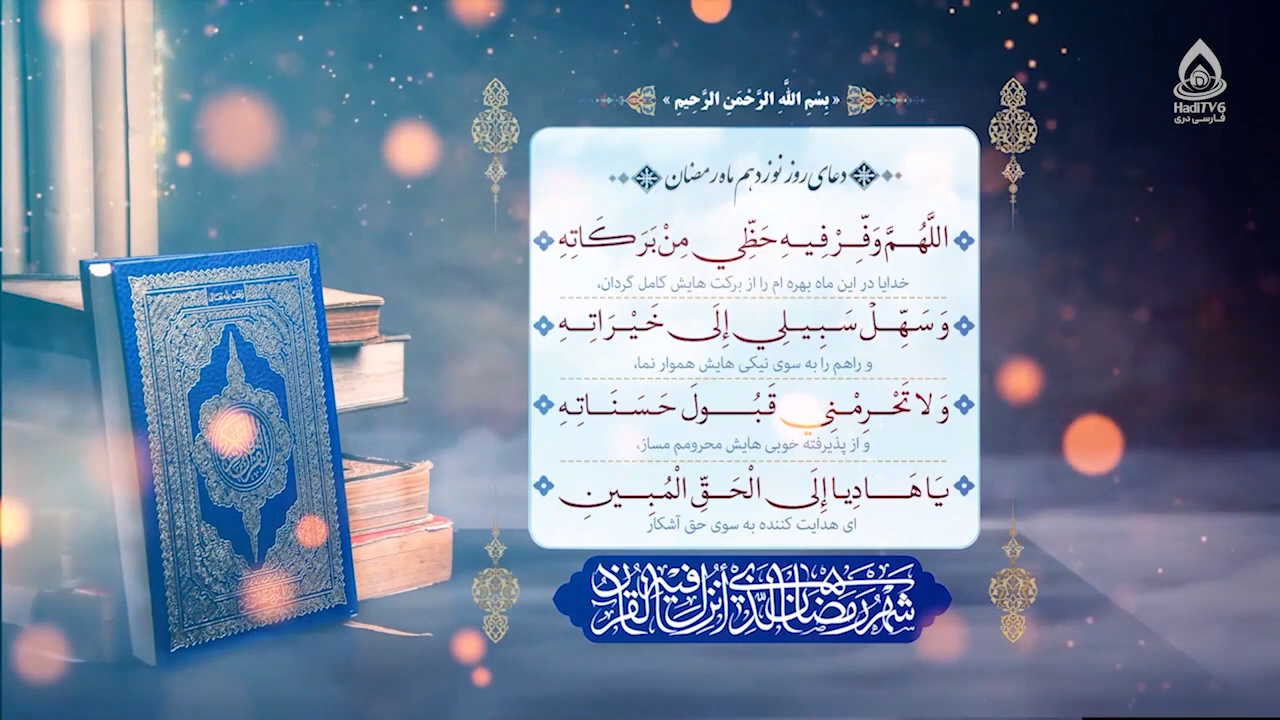 HadiTV6
فارسی دری
« بِسْمِ اللَّهِ الرَّحْمَنِ الرَّحِيمِ »
دعای روز نوزدهم ماه رمضان
اللَّهُمَّ وَفِّرْ فِيهِ حَظِّي مِنْ بَرَكَاتِهِ
خدایا در این ماه بهره ام را از برکت هایش کامل گردان،
وَ سَهِّلْ سَبِيلِي إِلَى خَيْرَاتِهِ
و راهم را به سوی نیکی هایش هموار نما،
وَ لا تَحْرِمْنِي قَبُولَ حَسَنَاتِهِ
و از پذیرفته خوبی هایش محرومم مساز،
يَا هَادِيا إِلَى الْحَقِّ الْمُبِينِ
ای هدایت کننده به سوی حق آشکار
شَهْرُ رَمَضَانَ الَّذِي أُنْزِلَ فِيهِ الْقُرْآنُ